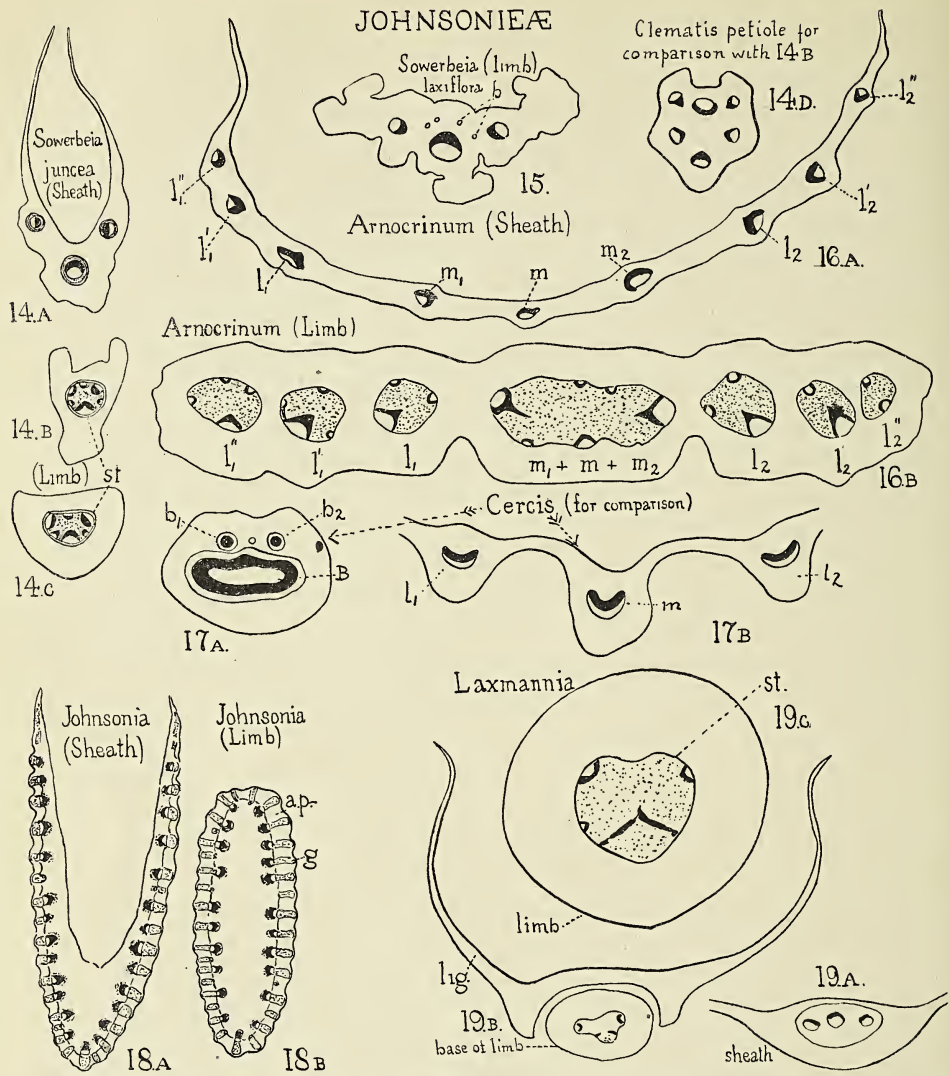 JOHNSONIEÆ
Sowerbeia
juncea
(Sheath)
14.A
14.B
(Limb)
st
14.C
Sowerbeia (limb)
laxiflora
b
15.
Clematis petiole for
comparison with 14B
14.D.
Arnocrinum (Sheath)
l₁″
l₁′
l₁
m₁
m
m₂
l₂
l₂′
l₂″
16.A.
Arnocrinum (Limb)
l₁″
l₁′
l₁
m₁ + m + m₂
l₂
l₂
l₂″
16.B
Cercis (for comparison)
b₁
b₂
B
17A.
l₁
m
l₂
17B
Johnsonia
(Sheath)
18.A
Johnsonia
(Limb)
a.p.
g
18B
Laxmannia
st.
19.C.
limb
lig.
19.B.
base of limb
19.A.
sheath